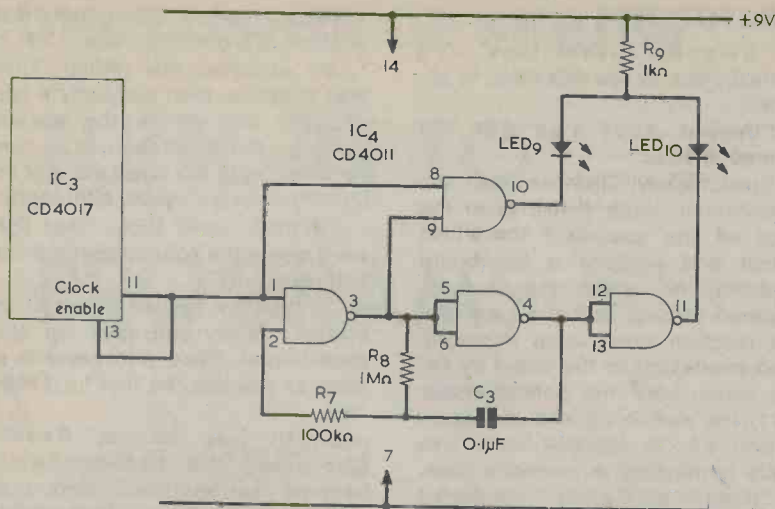 +9V
14
R9
1kΩ
IC4
CD4011
LED9
LED10
IC3
CD4017
8
9
10
Clock
enable
11
13
1
2
3
5
6
4
12
13
11
R8
1MΩ
R7
100kΩ
C3
0·1µF
7